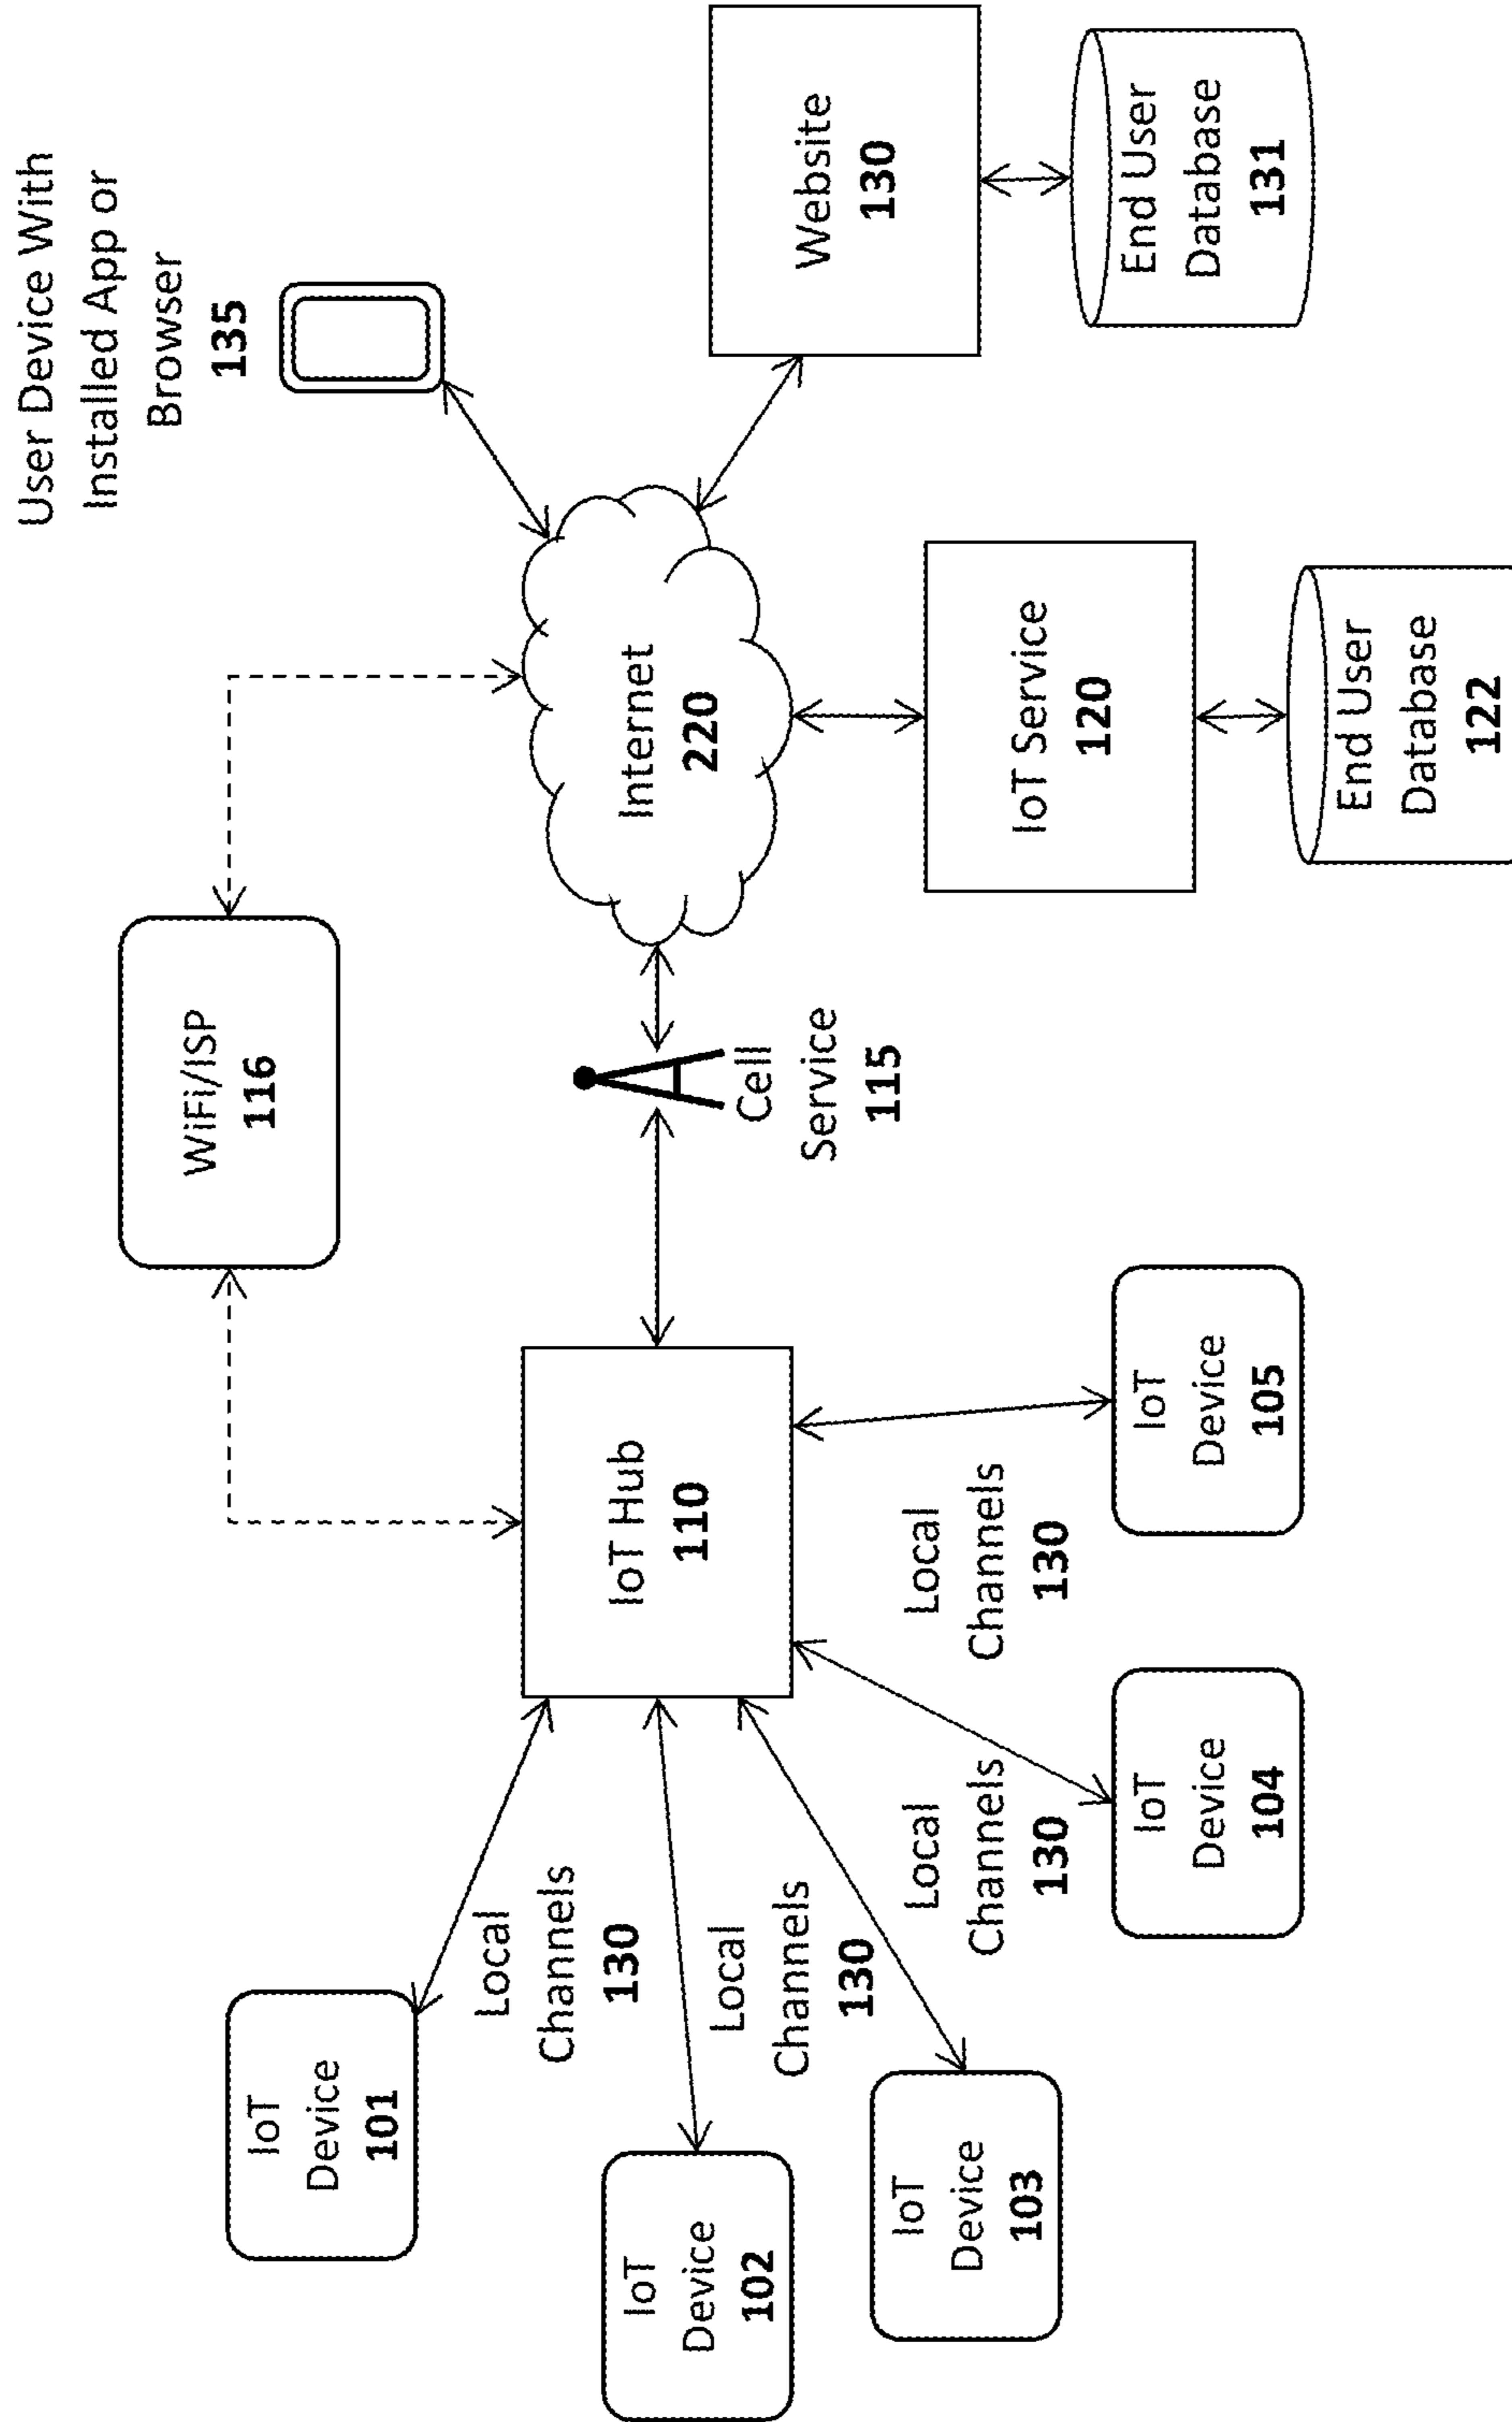 User Device With
Installed App or
Browser
135
WiFi/ISP
116
IoT
Device
101
Local
Channels
130
IoT
Device
102
Local
Channels
130
IoT
Device
103
IoT Hub
110
Cell
Service
115
Internet
220
Website
130
End User
Database
131
IoT Service
120
End User
Database
122
Local
Channels
130
IoT
Device
104
Local
Channels
130
IoT
Device
105